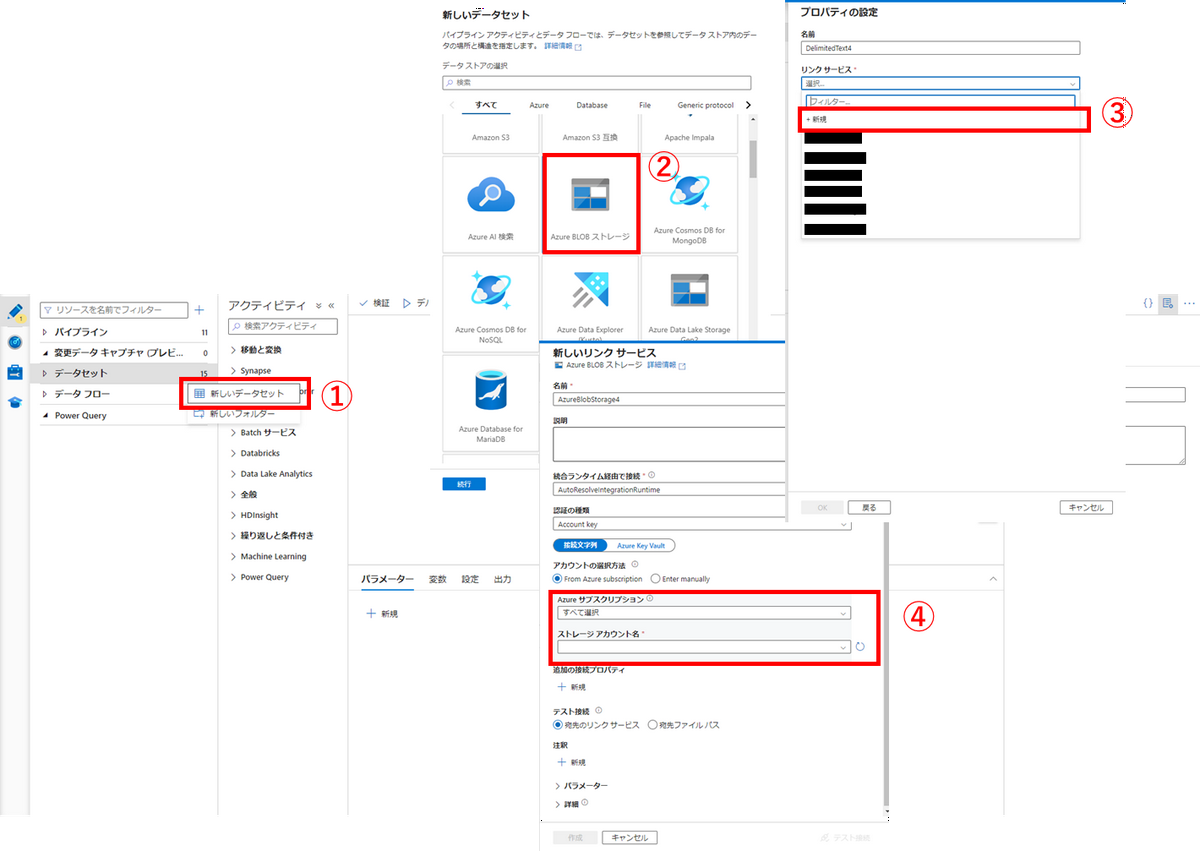 新しいデータセット
パイプライン アクティビティとデータ フローでは、データセットを参照してデータ ストア内のデー
タの場所と構造を指定します。 詳細情報
データ ストアの選択
検索
すべて Azure Database File Generic protocol
Amazon S3 Amazon S3 互換 Apache Impala
②
Azure AI 検索 Azure BLOB ストレージ Azure Cosmos DB for
MongoDB
Azure Cosmos DB for
NoSQL
Azure Data Explorer
(Kusto)
Azure Data Lake Storage
Gen2
Azure Database for
MariaDB
続行
プロパティの設定
名前
DelimitedText4
リンク サービス *
選択...
フィルター...
+ 新規
③
OK 戻る キャンセル
リソースを名前でフィルター
パイプライン 11
変更データ キャプチャ (プレビ... 0
データセット 15
データ フロー
Power Query
新しいデータセット
新しいフォルダー
①
アクティビティ
検索アクティビティ
移動と変換
Synapse
Batch サービス
Databricks
Data Lake Analytics
全般
HDInsight
繰り返しと条件付き
Machine Learning
Power Query
検証 デ
パラメーター 変数 設定 出力
新規
新しいリンク サービス
Azure BLOB ストレージ 詳細情報
名前 *
AzureBlobStorage4
説明
統合ランタイム経由で接続 *
AutoResolveIntegrationRuntime
認証の種類
Account key
接続文字列 Azure Key Vault
アカウントの選択方法
From Azure subscription Enter manually
Azure サブスクリプション
すべて選択
ストレージ アカウント名 *
④
追加の接続プロパティ
新規
テスト接続
宛先のリンク サービス 宛先ファイル パス
注釈
新規
パラメーター
詳細
作成 キャンセル テスト接続